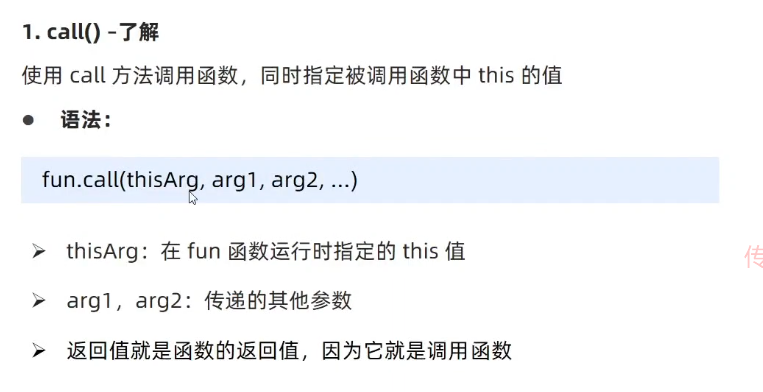 1. call() –了解
使用 call 方法调用函数，同时指定被调用函数中 this 的值
● 语法：
fun.call(thisArg, arg1, arg2, ...)
➢ thisArg：在 fun 函数运行时指定的 this 值
传
➢ arg1，arg2：传递的其他参数
➢ 返回值就是函数的返回值，因为它就是调用函数